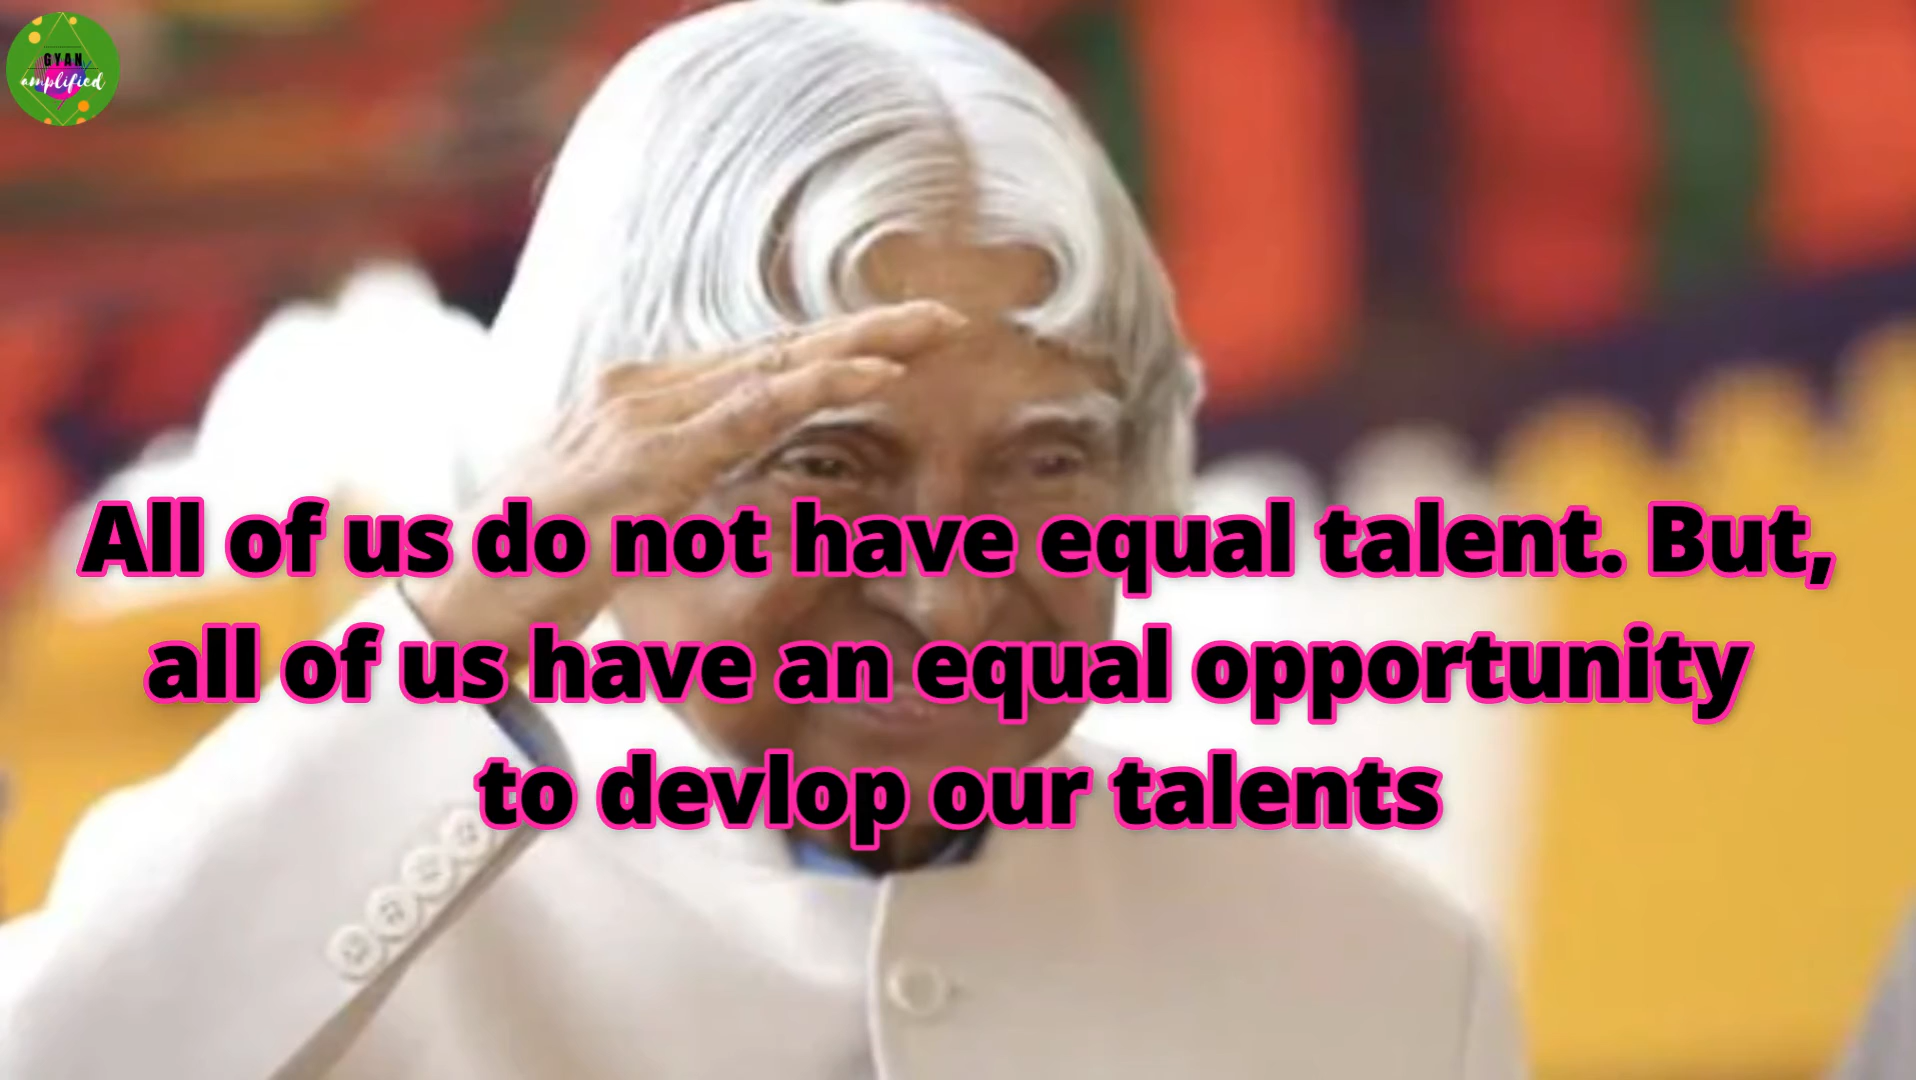 GYAN
amplified
All of us do not have equal talent. But,
all of us have an equal opportunity
to devlop our talents